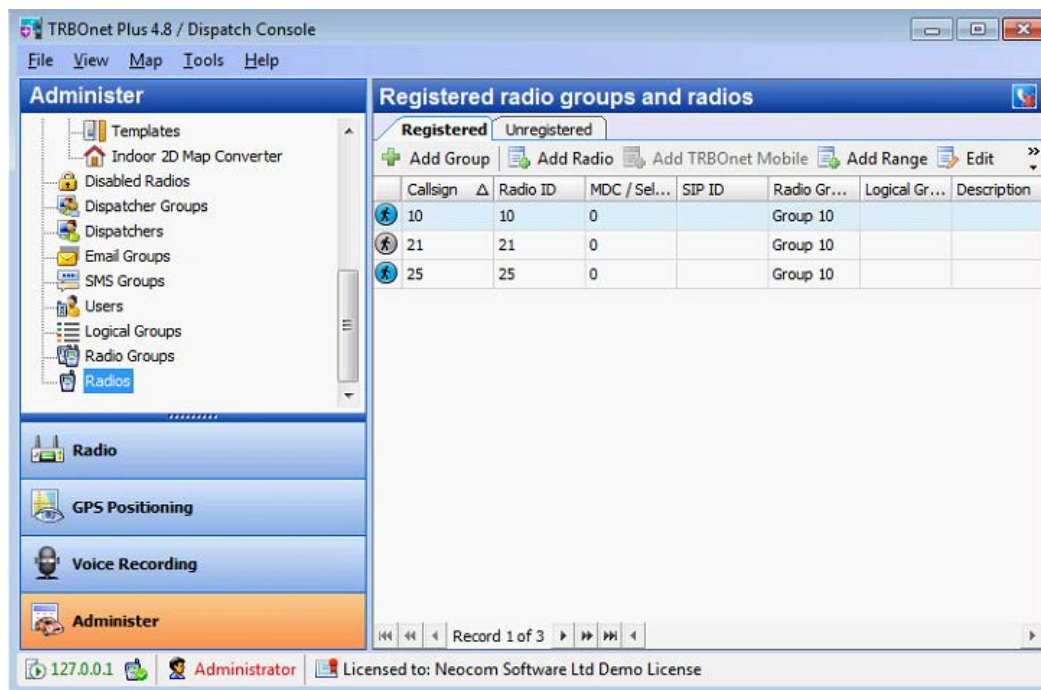 TRBOnet Plus 4.8 / Dispatch Console
File View Map Tools Help
Administer
Templates
Indoor 2D Map Converter
Disabled Radios
Dispatcher Groups
Dispatchers
Email Groups
SMS Groups
Users
Logical Groups
Radio Groups
Radios
Radio
GPS Positioning
Voice Recording
Administer
Registered radio groups and radios
Registered Unregistered
Add Group Add Radio Add TRBOnet Mobile Add Range Edit
Callsign Radio ID MDC / Sel... SIP ID Radio Gr... Logical Gr... Description
10 10 0 Group 10
21 21 0 Group 10
25 25 0 Group 10
Record 1 of 3
127.0.0.1 Administrator Licensed to: Neocom Software Ltd Demo License